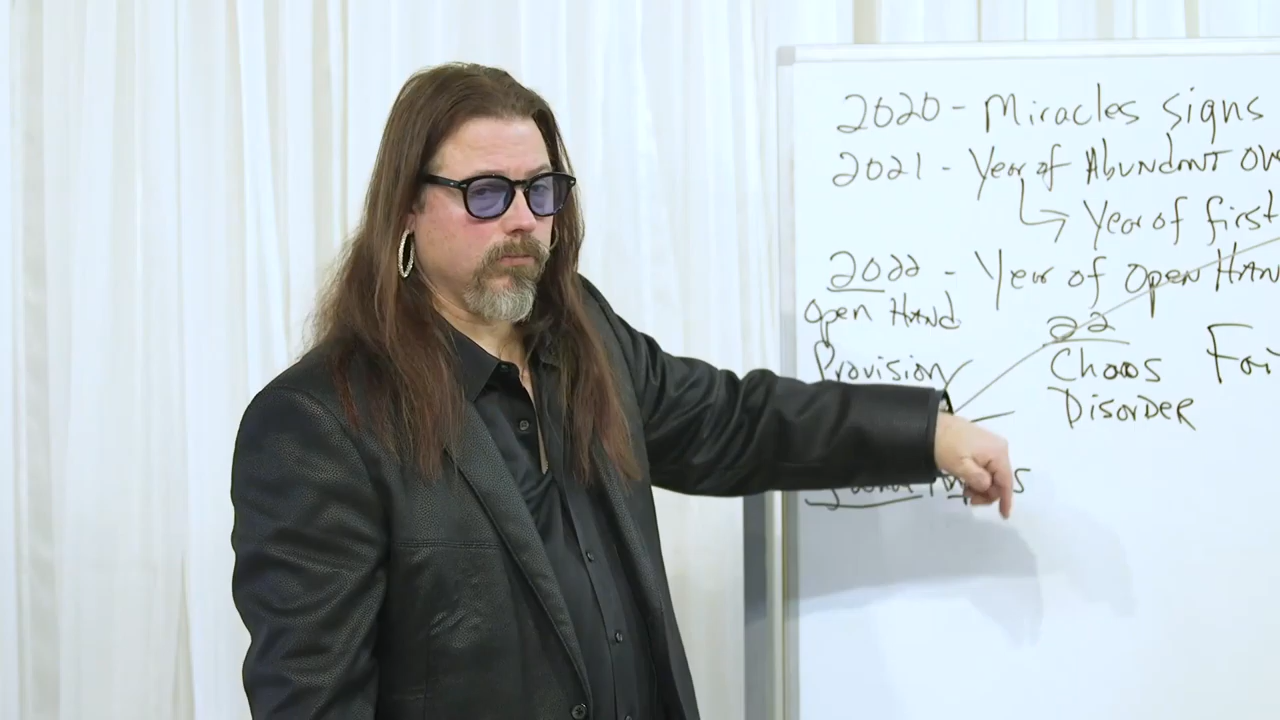 2020 - Miracles Signs
2021 - Year of Abundant
Year of first
2022 - Year of Open Han
Open Hand
22
Provision
Chaos
Disorder